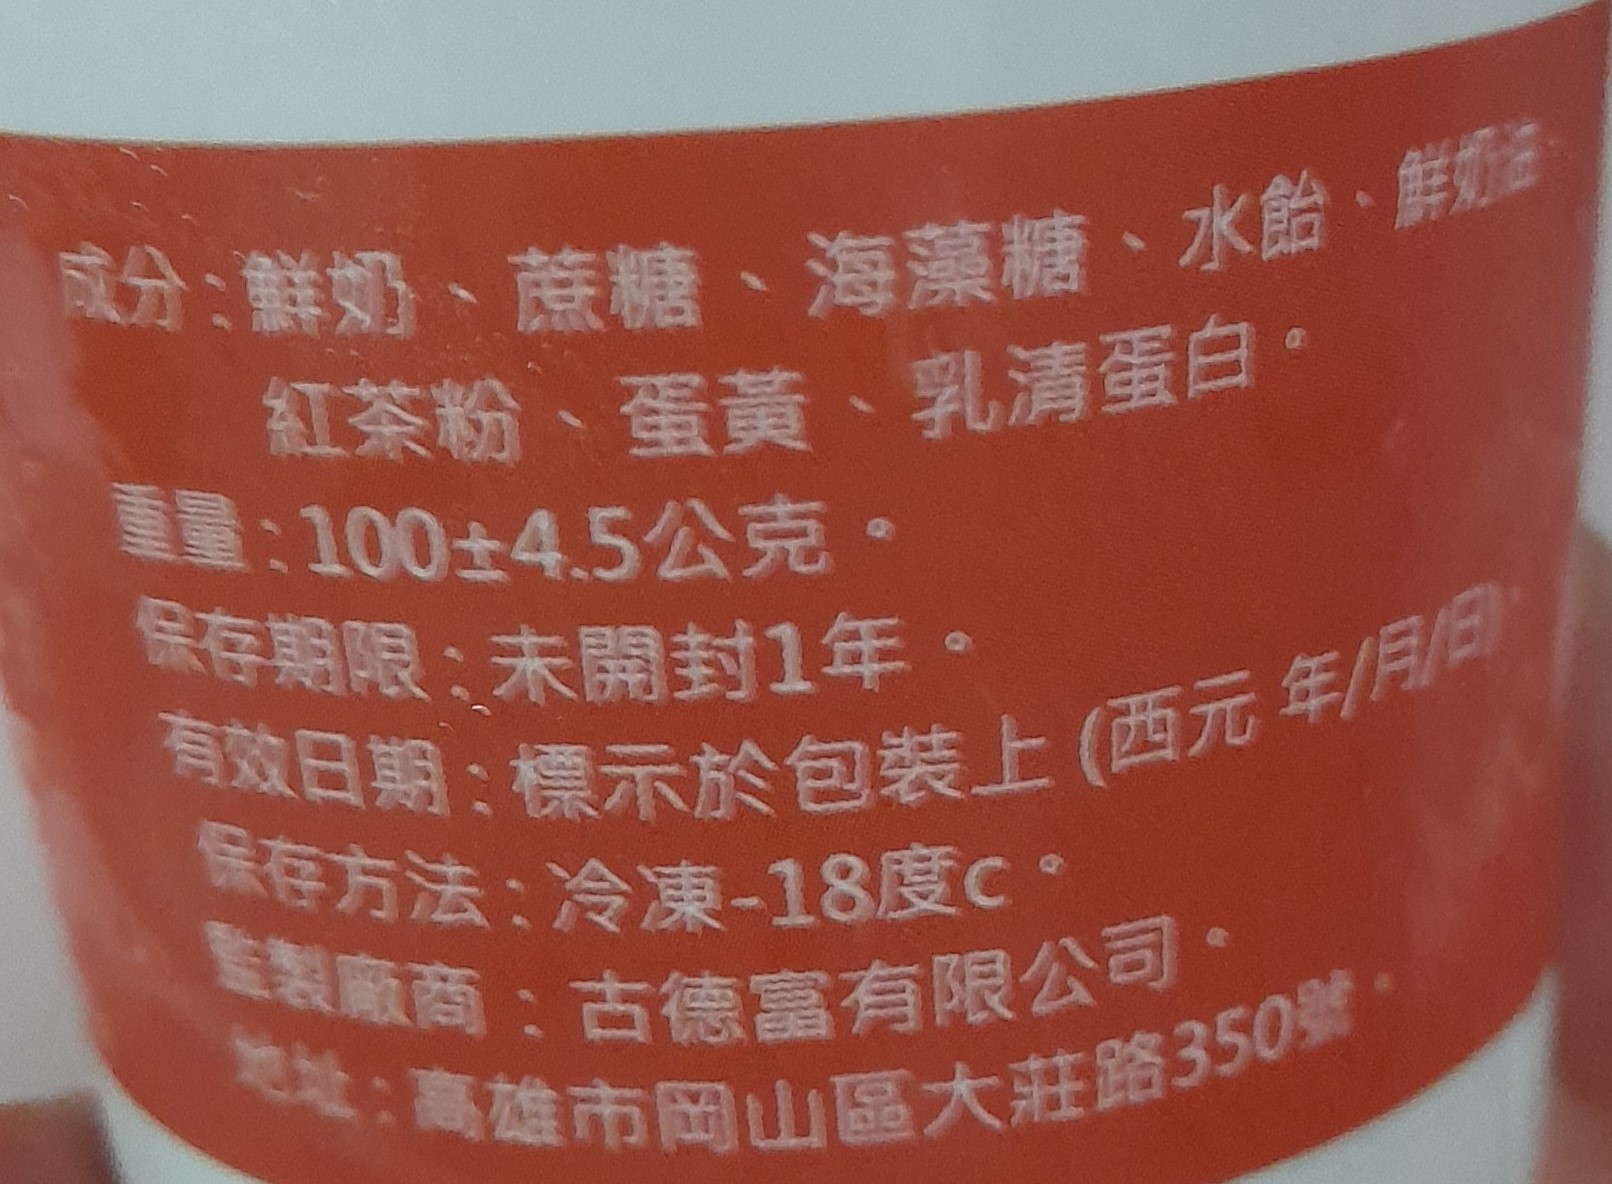 成分：鮮奶、蔗糖、海藻糖、水飴、鮮奶油、
紅茶粉、蛋黃、乳清蛋白。
重量：100±4.5公克。
保存期限：未開封1年。
有效日期：標示於包裝上 (西元 年/月/日)
保存方法：冷凍-18度c。
監製廠商：古德富有限公司。
地址：高雄市岡山區大莊路350號。